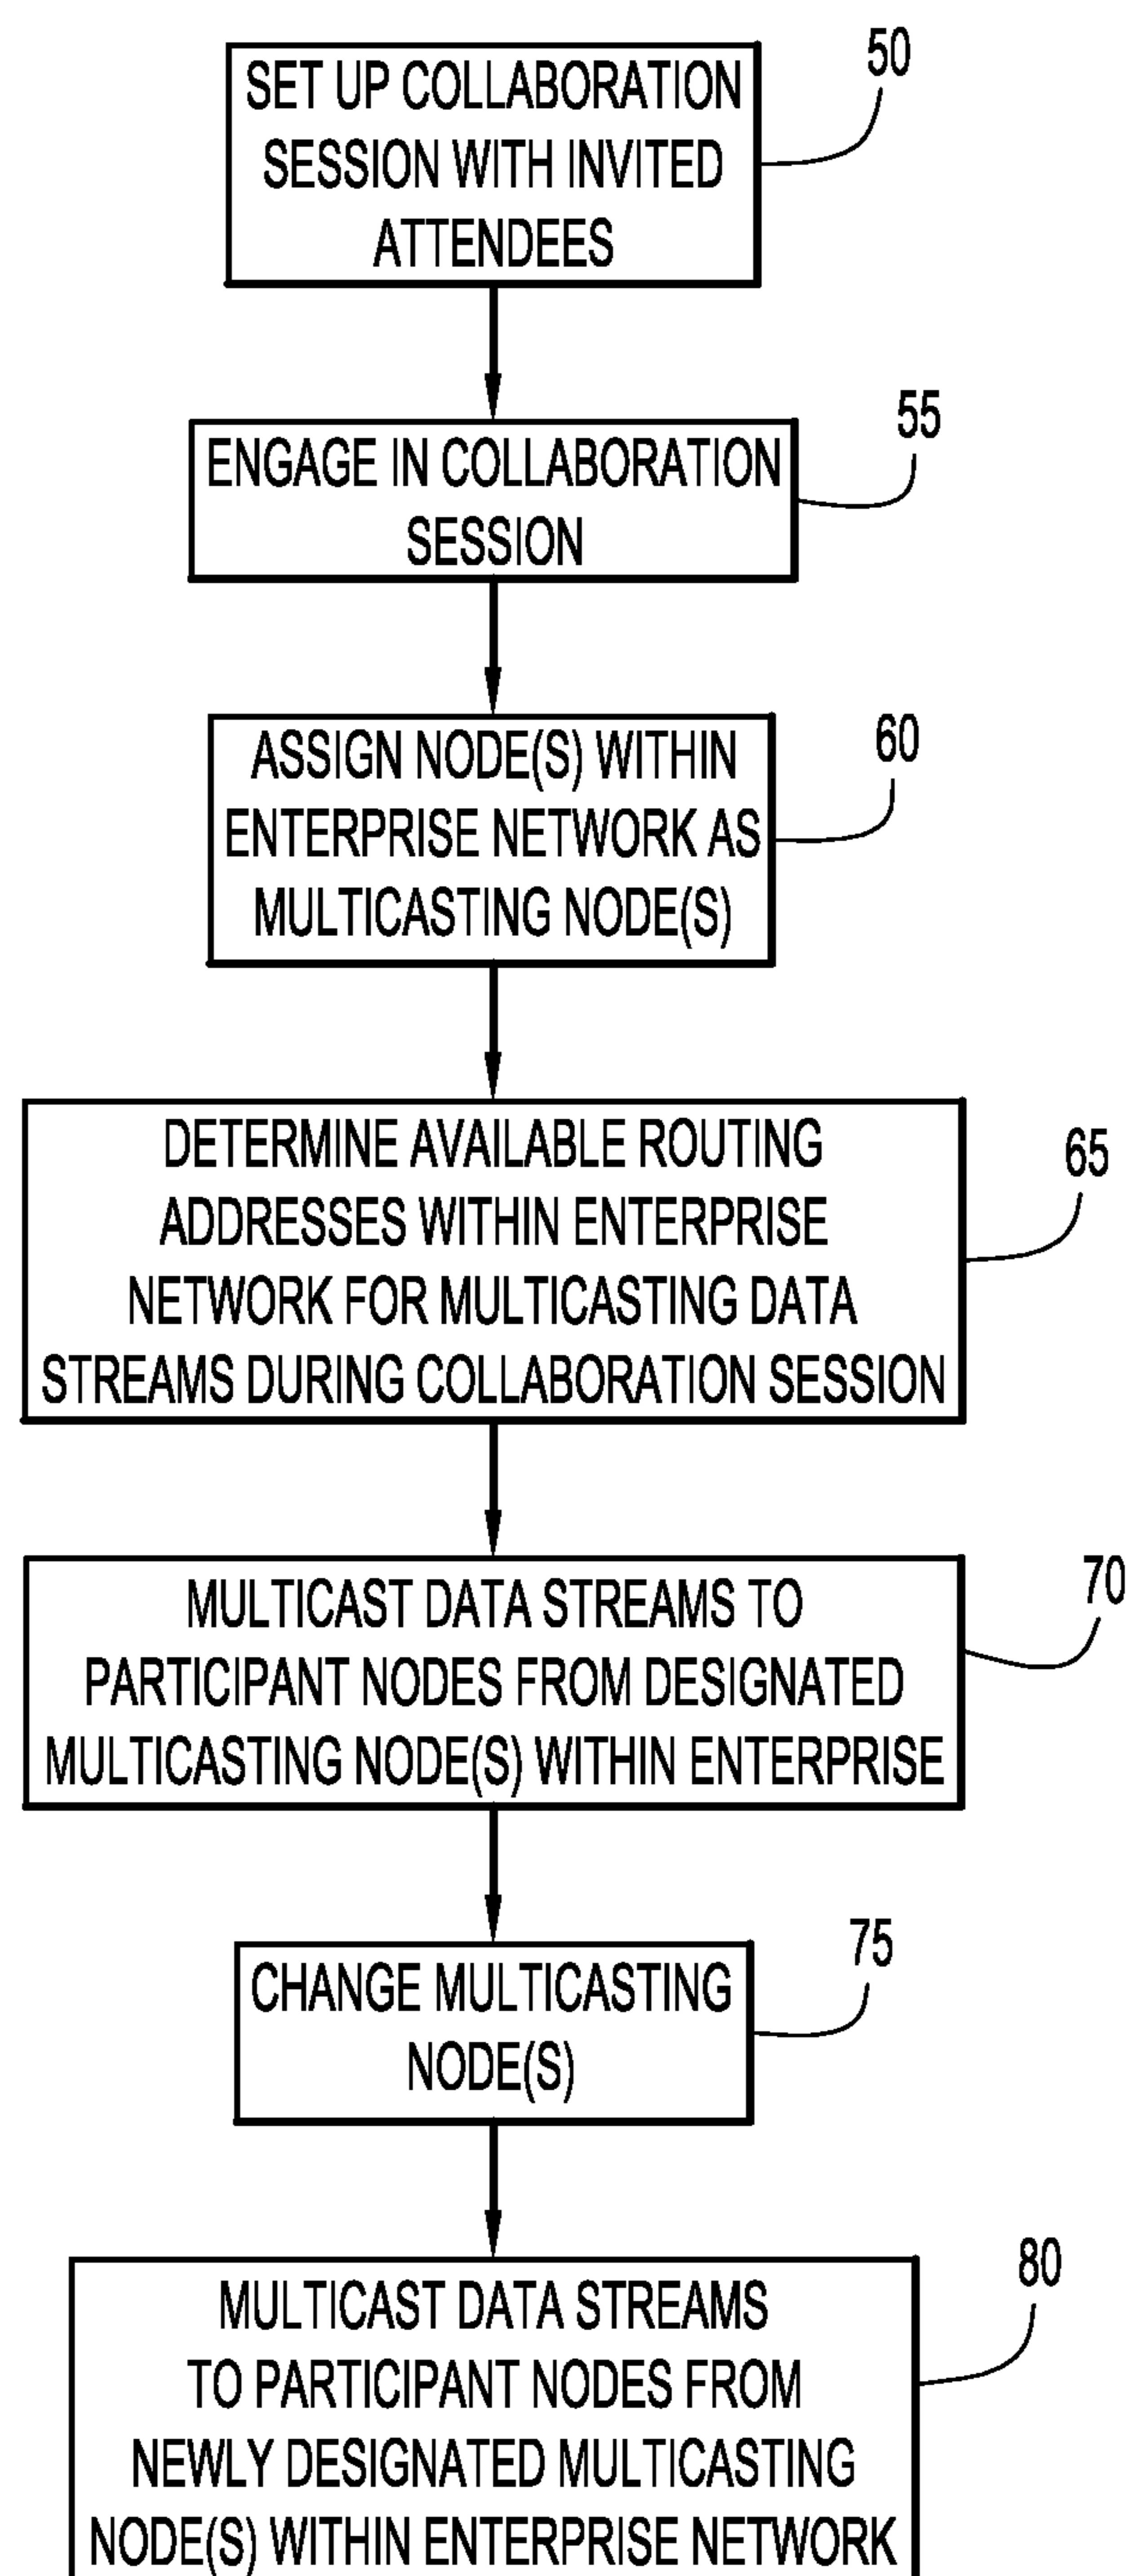 50
SET UP COLLABORATION
SESSION WITH INVITED
ATTENDEES
55
ENGAGE IN COLLABORATION
SESSION
60
ASSIGN NODE(S) WITHIN
ENTERPRISE NETWORK AS
MULTICASTING NODE(S)
65
DETERMINE AVAILABLE ROUTING
ADDRESSES WITHIN ENTERPRISE
NETWORK FOR MULTICASTING DATA
STREAMS DURING COLLABORATION SESSION
70
MULTICAST DATA STREAMS TO
PARTICIPANT NODES FROM DESIGNATED
MULTICASTING NODE(S) WITHIN ENTERPRISE
75
CHANGE MULTICASTING
NODE(S)
80
MULTICAST DATA STREAMS
TO PARTICIPANT NODES FROM
NEWLY DESIGNATED MULTICASTING
NODE(S) WITHIN ENTERPRISE NETWORK